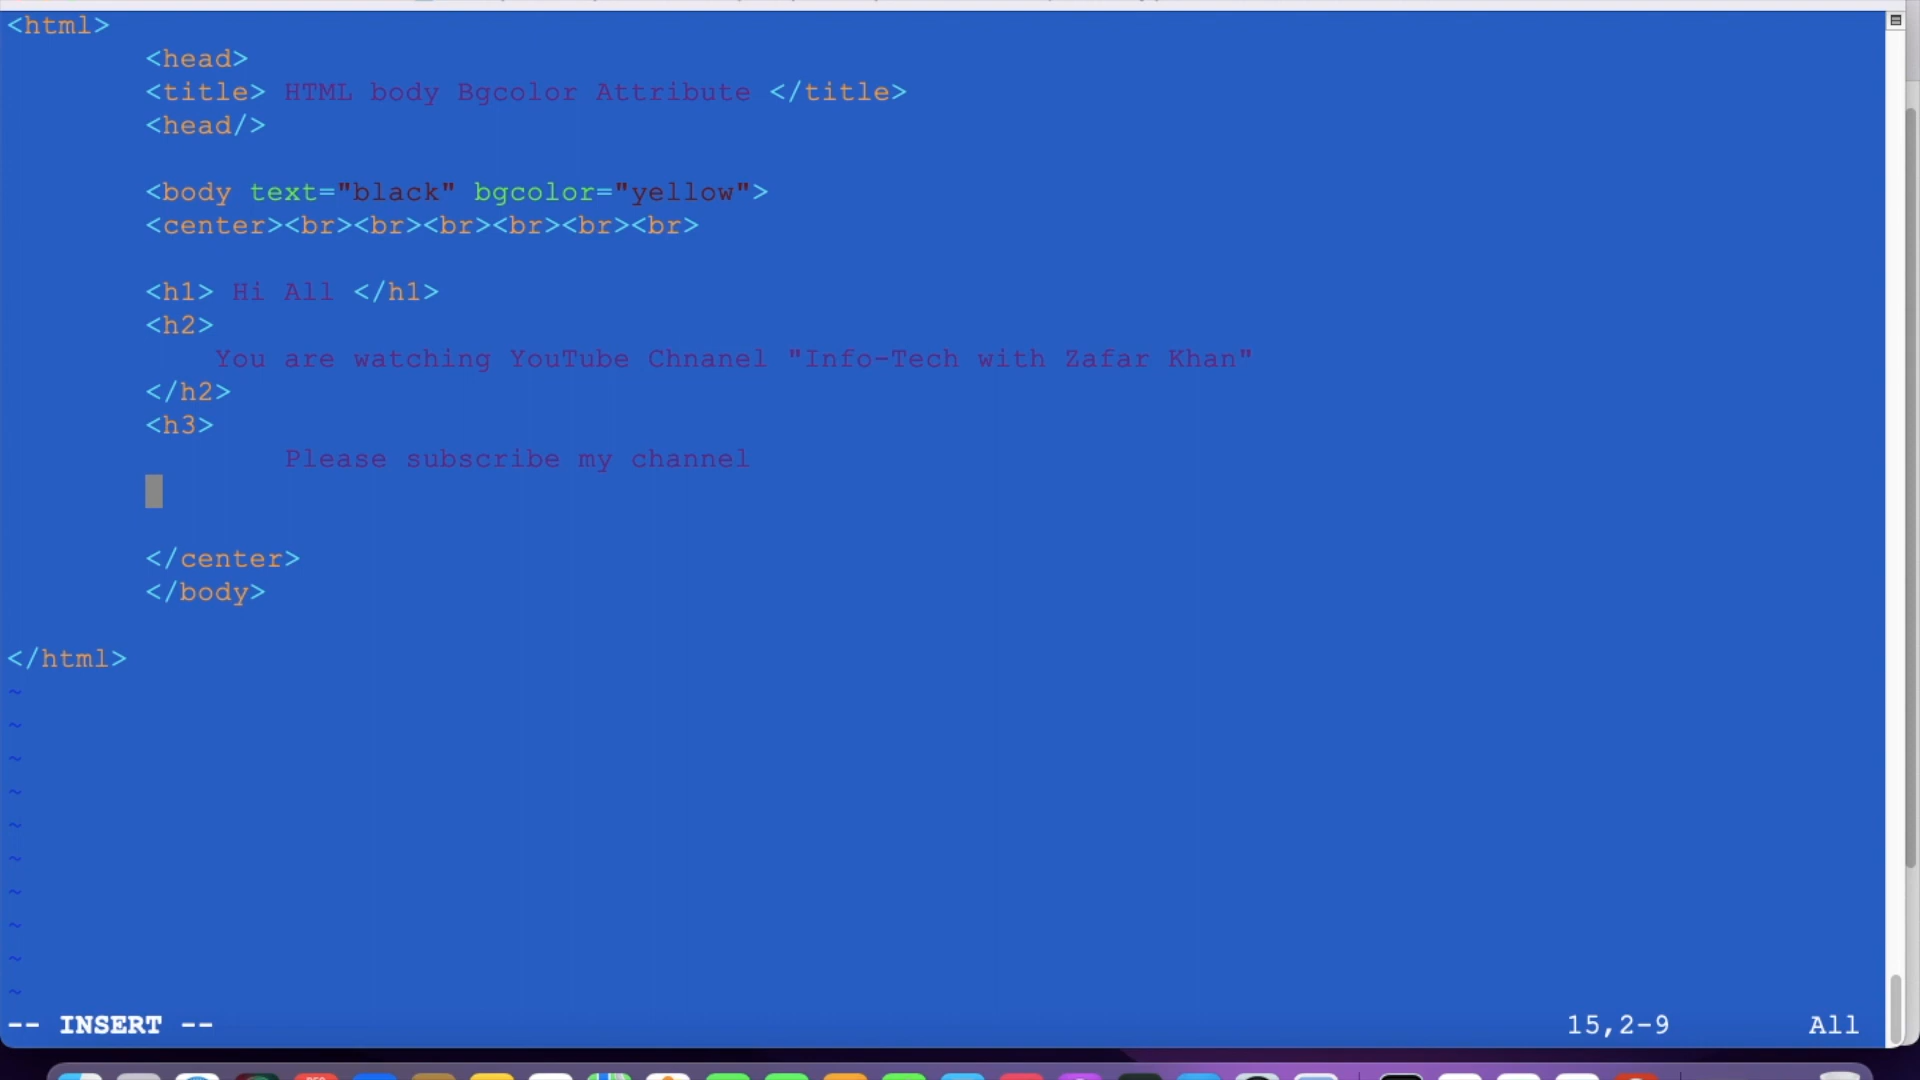 <html>
<head>
<title> HTML body Bgcolor Attribute </title>
<head/>
<body text="black" bgcolor="yellow">
<center><br><br><br><br><br><br>
<h1> Hi All </h1>
<h2>
You are watching YouTube Chnanel "Info-Tech with Zafar Khan"
</h2>
<h3>
Please subscribe my channel
</center>
</body>
</html>
~
~
~
~
~
~
~
~
~
~
-- INSERT -- 15,2-9 All